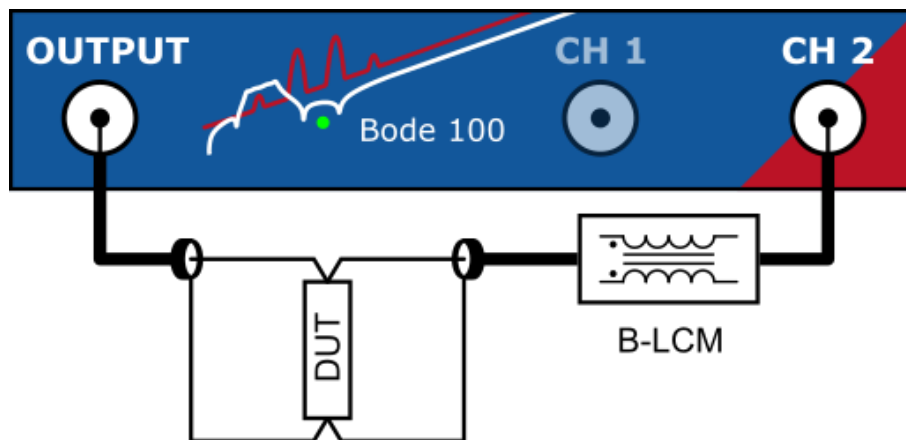 OUTPUT
CH 1
CH 2
Bode 100
DUT
B-LCM